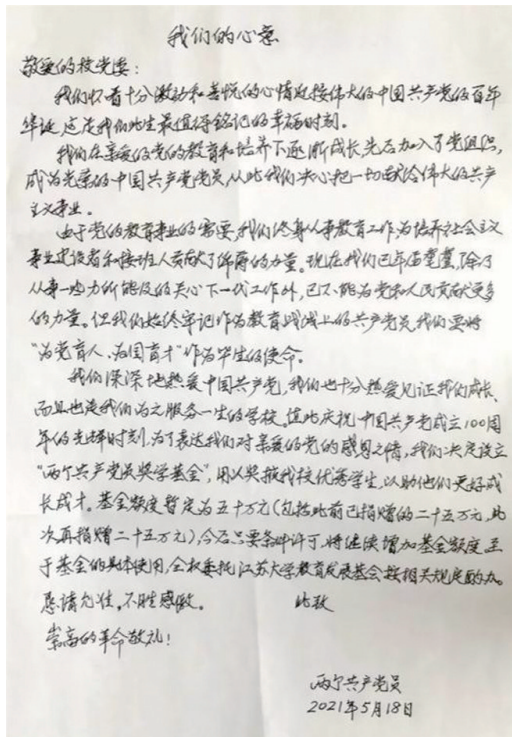 我们的心意
敬爱的校党委：
我们怀着十分激动和喜悦的心情迎接伟大的中国共产党的百年
华诞，这是我们此生最值得铭记的幸福时刻。
我们在亲爱的党的教育和培养下逐渐成长，先后加入了党组织，
成为光荣的中国共产党党员，从此我们决心把一切献给伟大的共产
主义事业。
由于党的教育事业的需要，我们终身从事教育工作，为培养社会主义
事业建设者和接班人贡献了绵薄的力量。现在我们已年届耄耋，除了
从事一些力所能及的关心下一代工作外，已不能为党和人民贡献更多
的力量。但我们始终牢记作为教育战线上的共产党员，我们要将
“为党育人、为国育才”作为毕生的使命。
我们深深地热爱中国共产党，我们也十分热爱见证我们成长、
而且也是我们为之服务一生的学校。值此庆祝中国共产党成立100周
年的光辉时刻，为了表达我们对亲爱的党的感恩之情，我们决定设立
“两个共产党员奖学基金”，用以奖掖我校优秀学生，以助他们更好成
长成才。基金额度暂定为五十万元（包括此前已捐赠的二十五万元，此
次再捐赠二十五万元），今后只要条件许可，将继续增加基金额度。至
于基金的具体使用，全权委托江苏大学教育发展基会按相关规定酌办。
恳请允准。不胜感激。 此致
崇高的革命敬礼！
两个共产党员
2021年5月18日